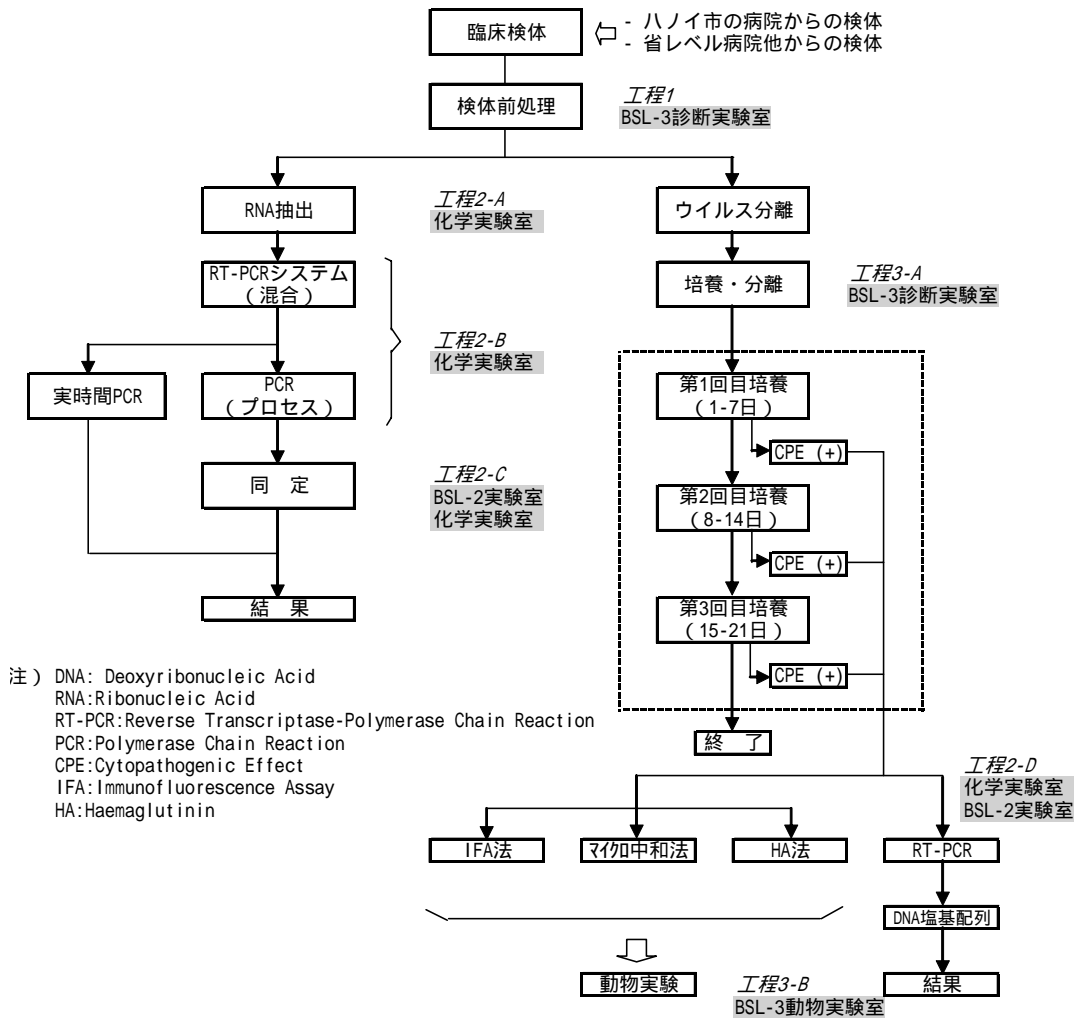 臨床検体
- ハノイ市の病院からの検体
- 省レベル病院他からの検体
検体前処理
工程1
BSL-3診断実験室
RNA抽出
工程2-A
化学実験室
ウイルス分離
RT-PCRシステム
(混合)
培養・分離
工程3-A
BSL-3診断実験室
工程2-B
化学実験室
実時間PCR
PCR
(プロセス)
第1回目培養
(1-7日)
CPE (+)
同 定
工程2-C
BSL-2実験室
化学実験室
第2回目培養
(8-14日)
CPE (+)
結 果
第3回目培養
(15-21日)
CPE (+)
終 了
注) DNA: Deoxyribonucleic Acid
RNA:Ribonucleic Acid
RT-PCR:Reverse Transcriptase-Polymerase Chain Reaction
PCR:Polymerase Chain Reaction
CPE:Cytopathogenic Effect
IFA:Immunofluorescence Assay
HA:Haemaglutinin
工程2-D
化学実験室
BSL-2実験室
IFA法
マイクロ中和法
HA法
RT-PCR
DNA塩基配列
動物実験
工程3-B
BSL-3動物実験室
結果